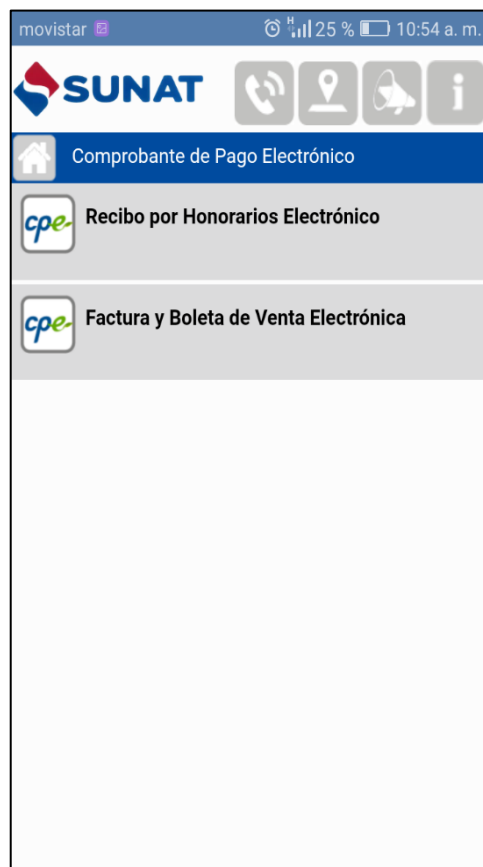 movistar H 25 % 10:54 a. m.
SUNAT
Comprobante de Pago Electrónico
cpe Recibo por Honorarios Electrónico
cpe Factura y Boleta de Venta Electrónica